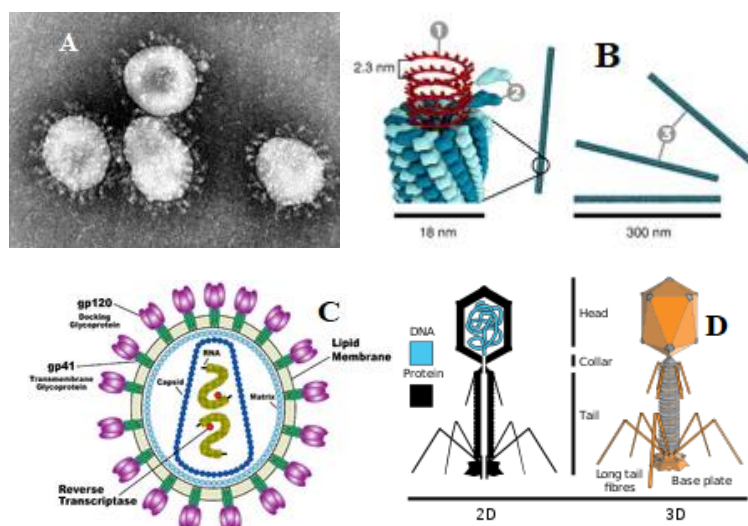 A
1
2.3 nm
2
B
3
18 nm
300 nm
gp120
Docking
Glycoprotein
C
gp41
Transmembrane
Glycoprotein
RNA
Capsid
Matrix
Lipid
Membrane
Reverse
Transcriptase
DNA
Protein
Head
Collar
Tail
D
Long tail
fibres
Base plate
2D
3D